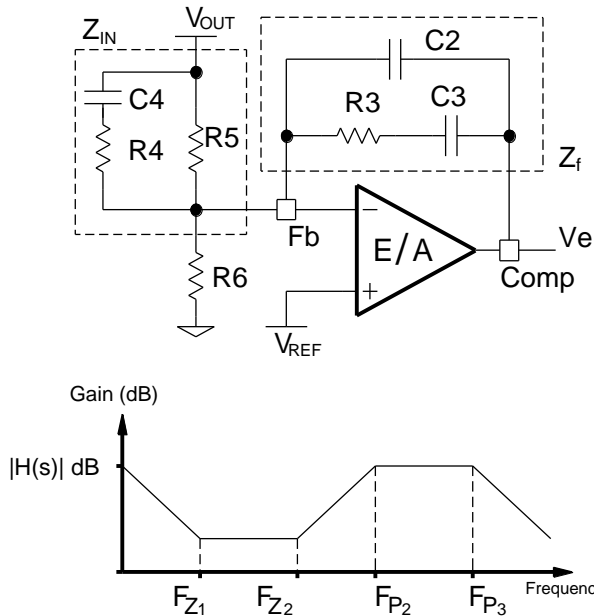 V_OUT
Z_IN
C2
C4
R3
C3
R4
R5
Z_f
Fb
E/A
Ve
R6
Comp
V_REF
Gain (dB)
|H(s)| dB
F_Z1
F_Z2
F_P2
F_P3
Frequenc